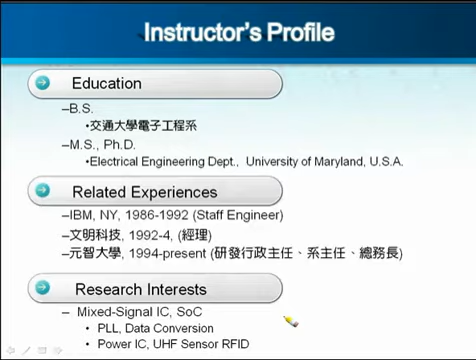 Instructor's Profile
Education
–B.S.
•交通大學電子工程系
–M.S., Ph.D.
•Electrical Engineering Dept., University of Maryland, U.S.A.
Related Experiences
–IBM, NY, 1986-1992 (Staff Engineer)
–文明科技, 1992-4, (經理)
–元智大學, 1994-present (研發行政主任、系主任、總務長)
Research Interests
– Mixed-Signal IC, SoC
• PLL, Data Conversion
• Power IC, UHF Sensor RFID